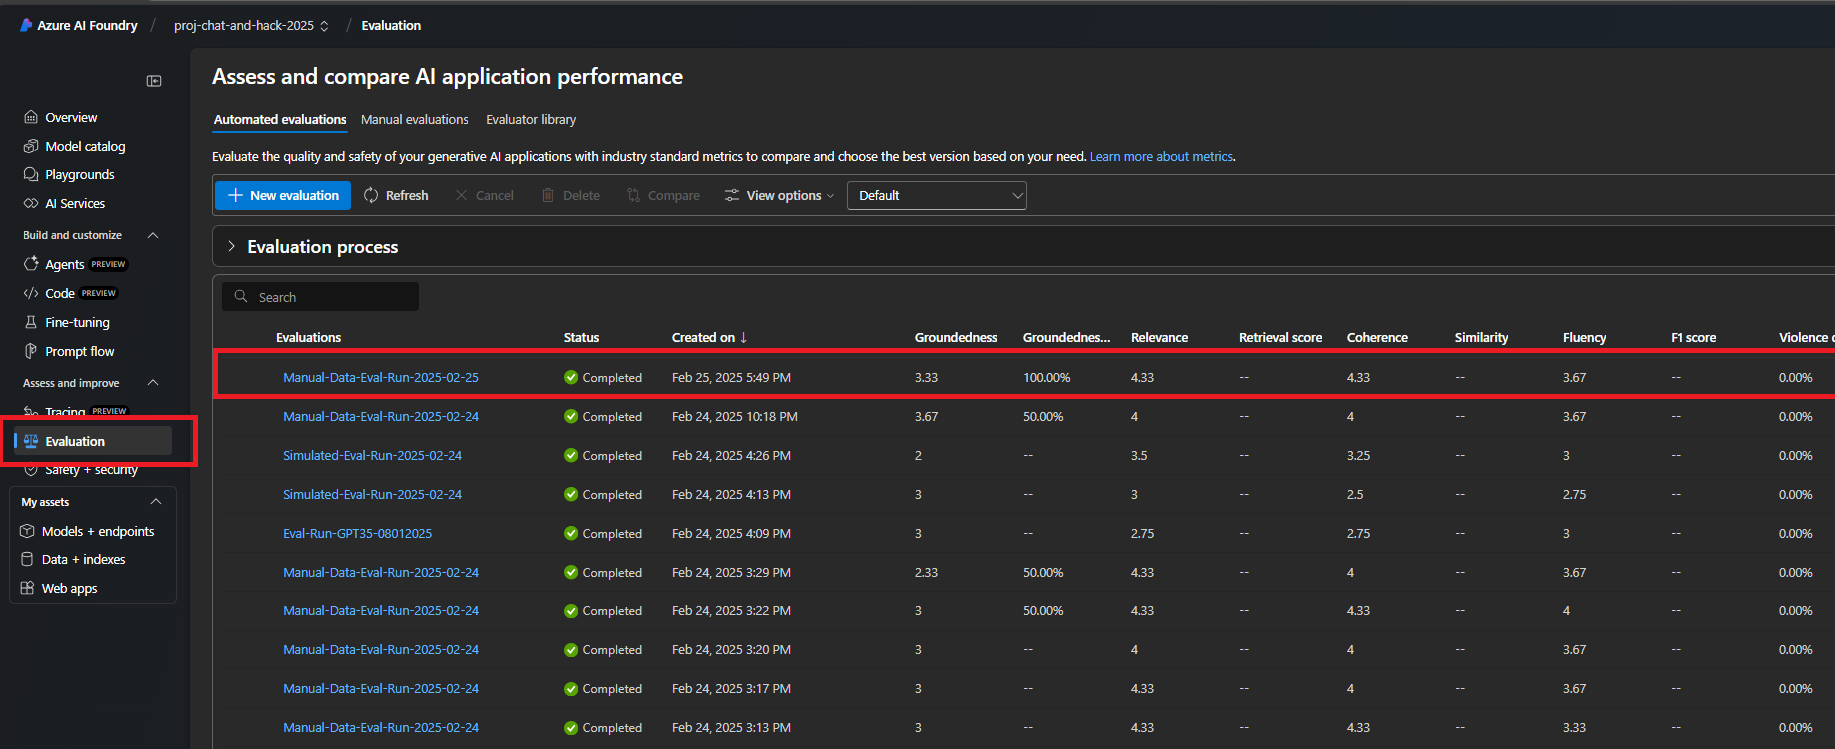 Azure AI Foundry / proj-chat-and-hack-2025 / Evaluation
Overview
Model catalog
Playgrounds
AI Services
Build and customize
Agents PREVIEW
Code PREVIEW
Fine-tuning
Prompt flow
Assess and improve
Tracing PREVIEW
Evaluation
Safety + security
My assets
Models + endpoints
Data + indexes
Web apps
Assess and compare AI application performance
Automated evaluations Manual evaluations Evaluator library
Evaluate the quality and safety of your generative AI applications with industry standard metrics to compare and choose the best version based on your need. Learn more about metrics.
New evaluation Refresh Cancel Delete Compare View options Default
Evaluation process
Search
Evaluations Status Created on ↓ Groundedness Groundednes... Relevance Retrieval score Coherence Similarity Fluency F1 score Violence
Manual-Data-Eval-Run-2025-02-25 Completed Feb 25, 2025 5:49 PM 3.33 100.00% 4.33 -- 4.33 -- 3.67 -- 0.00%
Manual-Data-Eval-Run-2025-02-24 Completed Feb 24, 2025 10:18 PM 3.67 50.00% 4 -- 4 -- 3.67 -- 0.00%
Simulated-Eval-Run-2025-02-24 Completed Feb 24, 2025 4:26 PM 2 -- 3.5 -- 3.25 -- 3 -- 0.00%
Simulated-Eval-Run-2025-02-24 Completed Feb 24, 2025 4:13 PM 3 -- 3 -- 2.5 -- 2.75 -- 0.00%
Eval-Run-GPT35-08012025 Completed Feb 24, 2025 4:09 PM 3 -- 2.75 -- 2.75 -- 3 -- 0.00%
Manual-Data-Eval-Run-2025-02-24 Completed Feb 24, 2025 3:29 PM 2.33 50.00% 4.33 -- 4 -- 3.67 -- 0.00%
Manual-Data-Eval-Run-2025-02-24 Completed Feb 24, 2025 3:22 PM 3 50.00% 4.33 -- 4.33 -- 4 -- 0.00%
Manual-Data-Eval-Run-2025-02-24 Completed Feb 24, 2025 3:20 PM 3 -- 4 -- 4 -- 3.67 -- 0.00%
Manual-Data-Eval-Run-2025-02-24 Completed Feb 24, 2025 3:17 PM 3 -- 4.33 -- 4 -- 3.67 -- 0.00%
Manual-Data-Eval-Run-2025-02-24 Completed Feb 24, 2025 3:13 PM 3 -- 4.33 -- 4.33 -- 3.33 -- 0.00%